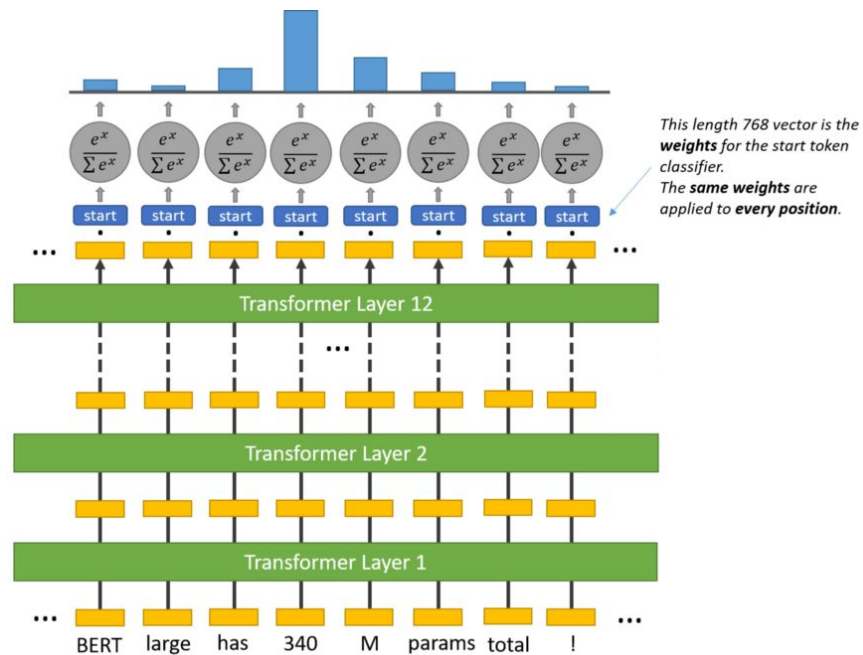 e^x / ∑ e^x e^x / ∑ e^x e^x / ∑ e^x e^x / ∑ e^x e^x / ∑ e^x e^x / ∑ e^x e^x / ∑ e^x e^x / ∑ e^x
This length 768 vector is the
weights for the start token
classifier.
The same weights are
applied to every position.
start start start start start start start start
... ...
Transformer Layer 12
...
Transformer Layer 2
Transformer Layer 1
... ...
BERT large has 340 M params total !